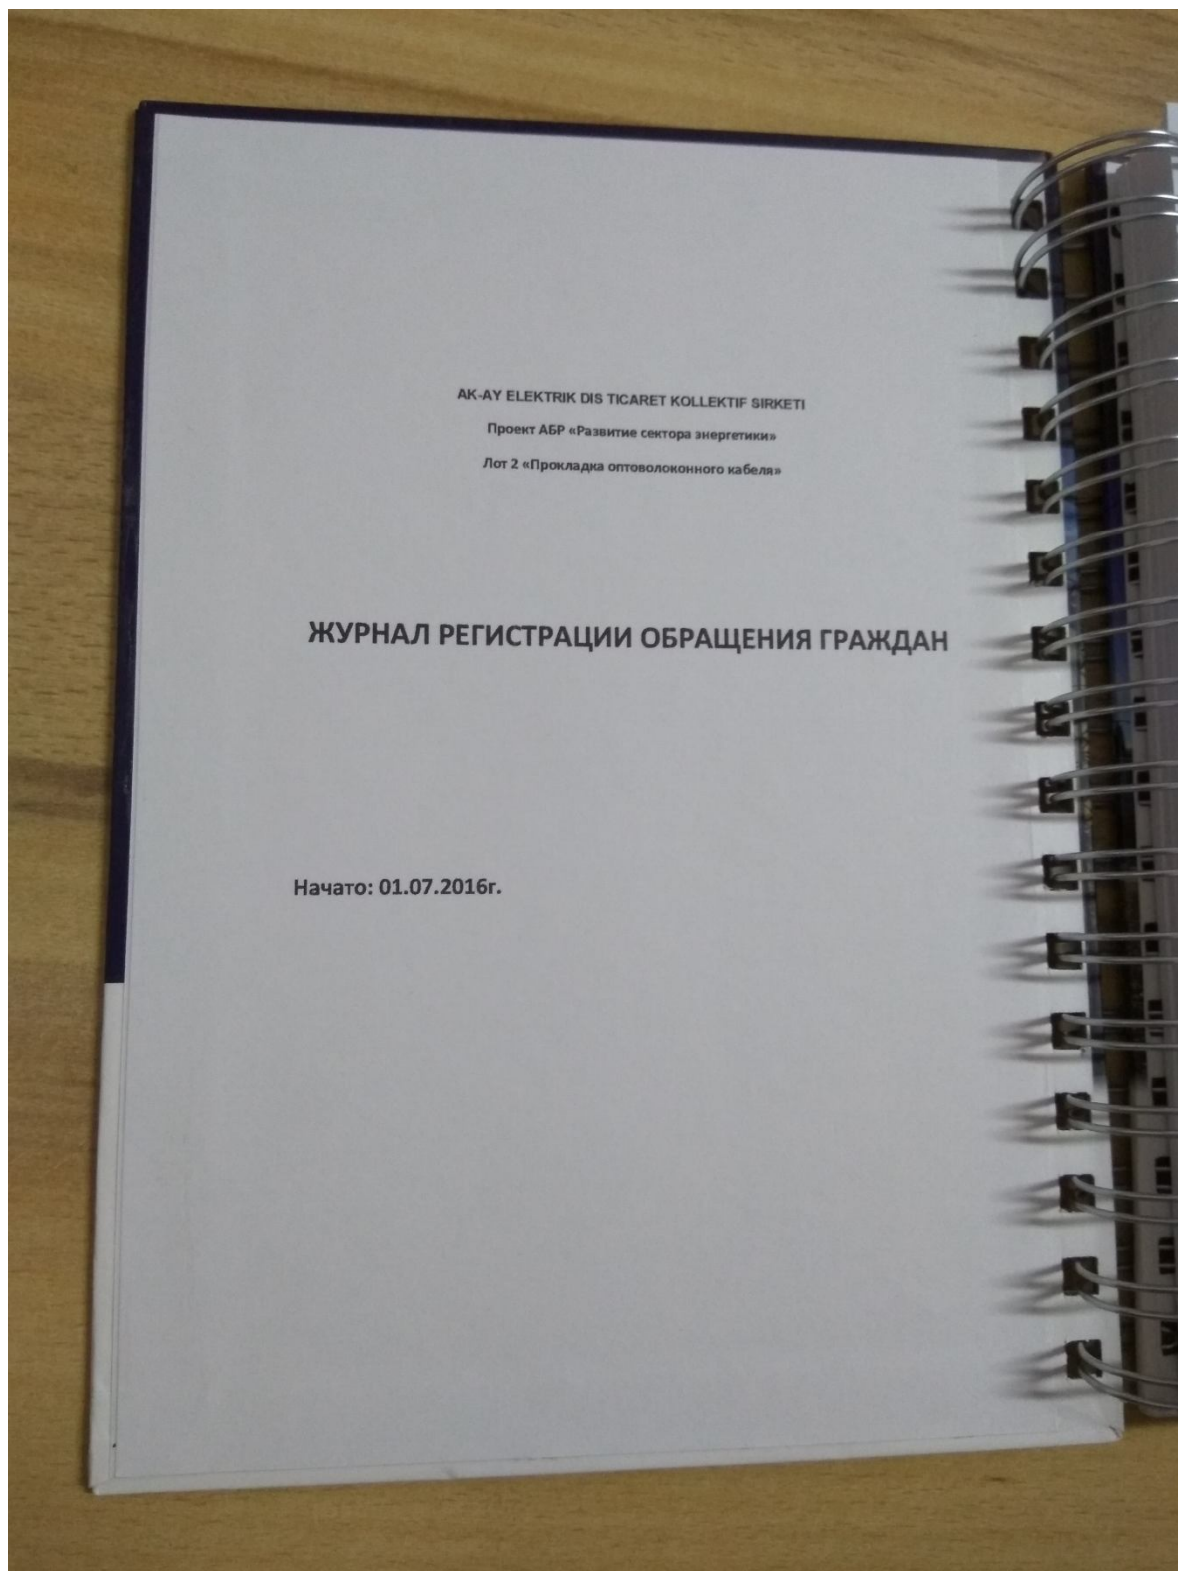 AK-AY ELEKTRIK DIS TICARET KOLLEKTIF SIRKETI
Проект АБР «Развитие сектора энергетики»
Лот 2 «Прокладка оптоволоконного кабеля»
ЖУРНАЛ РЕГИСТРАЦИИ ОБРАЩЕНИЯ ГРАЖДАН
Начато: 01.07.2016г.